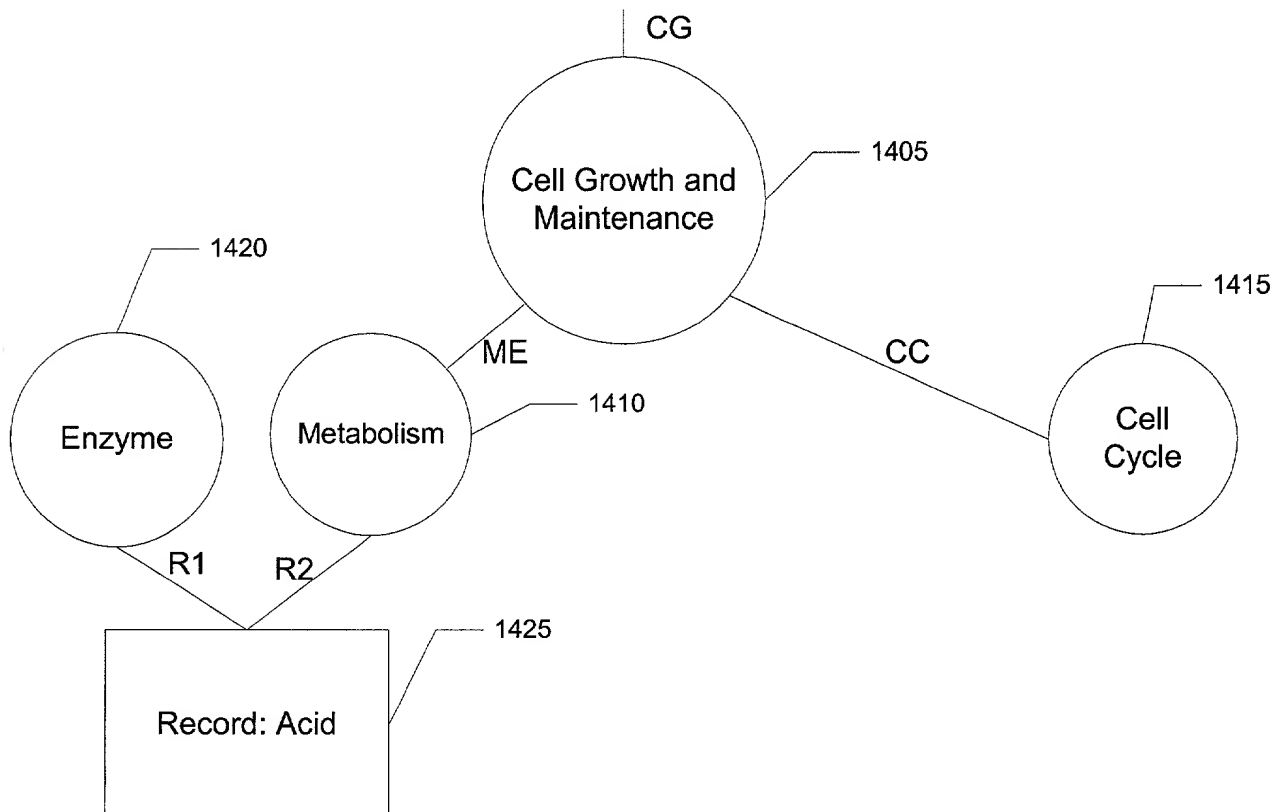 CG
1405
Cell Growth and
Maintenance
1420
1415
ME
CC
1410
Enzyme
Metabolism
Cell
Cycle
R1
R2
1425
Record: Acid